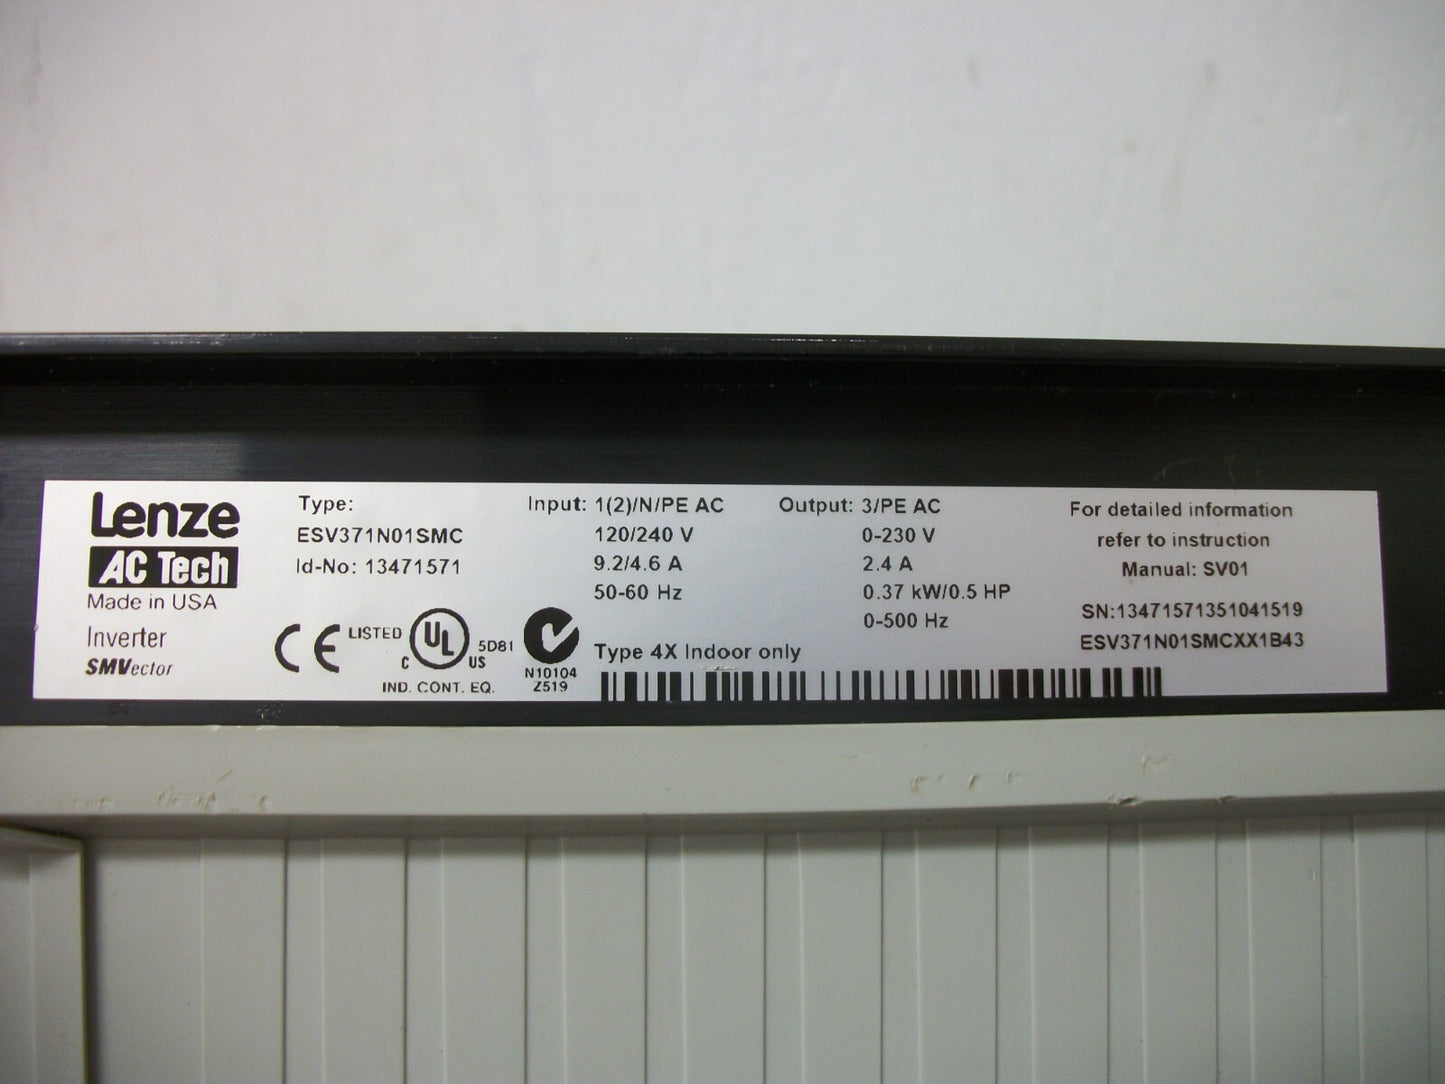 Lenze
AC Tech
Made in USA
Inverter
SMVector
Type:
ESV371N01SMC
Id-No: 13471571
CE
LISTED
UL
C
US
5D81
IND. CONT. EQ.
N10104
Z519
Input: 1(2)/N/PE AC
120/240 V
9.2/4.6 A
50-60 Hz
Type 4X Indoor only
Output: 3/PE AC
0-230 V
2.4 A
0.37 kW/0.5 HP
0-500 Hz
For detailed information
refer to instruction
Manual: SV01
SN:13471571351041519
ESV371N01SMCXX1B43